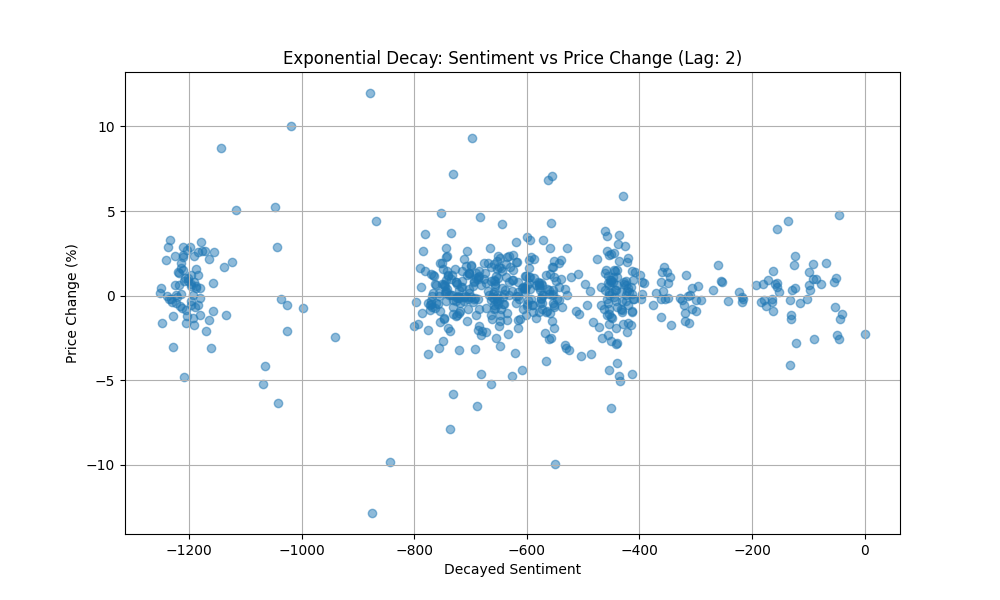 Exponential Decay: Sentiment vs Price Change (Lag: 2)
Price Change (%)
10
5
0
−5
−10
−1200 −1000 −800 −600 −400 −200 0
Decayed Sentiment